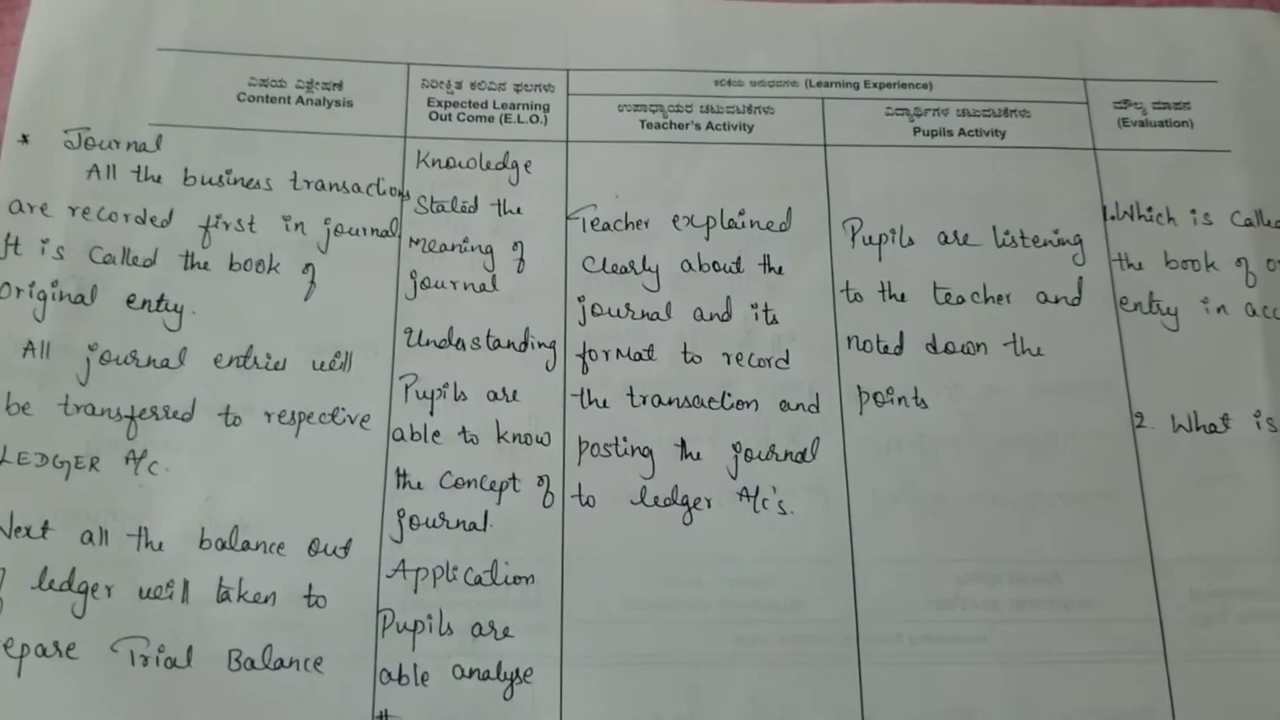 ವಿಷಯ ವಿಶ್ಲೇಷಣೆ
Content Analysis
ನಿರೀಕ್ಷಿತ ಕಲಿವಿನ ಫಲಗಳು
Expected Learning
Out Come (E.L.O.)
(Learning Experience)
ಉಪಾಧ್ಯಾಯರ ಚಟುವಟಿಕೆಗಳು
Teacher's Activity
ವಿದ್ಯಾರ್ಥಿಗಳ ಚಟುವಟಿಕೆಗಳು
Pupils Activity
ಮೌಲ್ಯ ಮಾಪನ
(Evaluation)
* Journal
All the business transactions
are recorded first in journal
It is called the book of
original entry.
All journal entries will
be transferred to respective
LEDGER A/c.
Next all the balance out
ledger will taken to
Trial Balance
Knowledge
Stated the
meaning of
journal
Understanding
Pupils are
able to know
the concept of
journal.
Application
Pupils are
able analyse
Teacher explained
clearly about the
journal and its
format to record
the transaction and
posting the journal
to ledger A/c's.
Pupils are listening
to the teacher and
noted down the
points
1. Which is called
the book of
entry in
2. What is